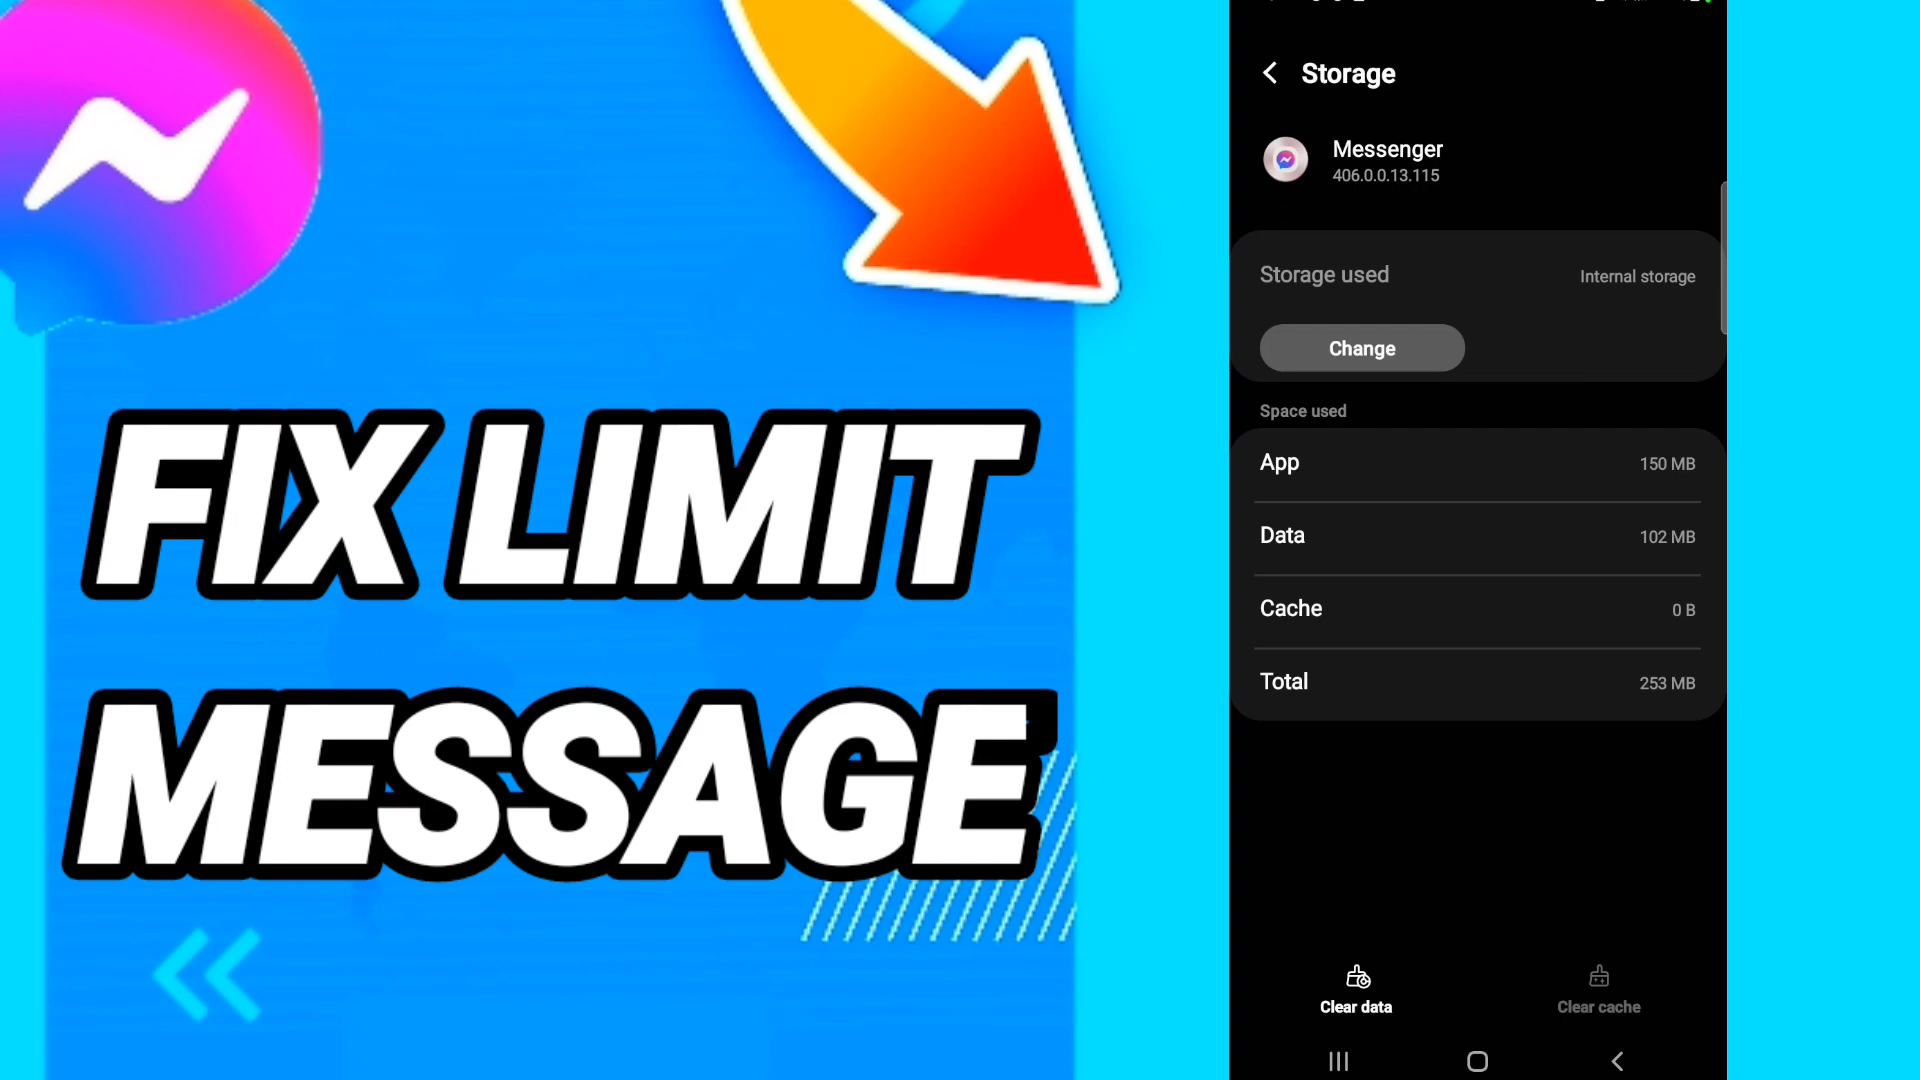 FIX LIMIT
MESSAGE
Storage
Messenger
406.0.0.13.115
Storage used Internal storage
Change
Space used
App 150 MB
Data 102 MB
Cache 0 B
Total 253 MB
Clear data Clear cache